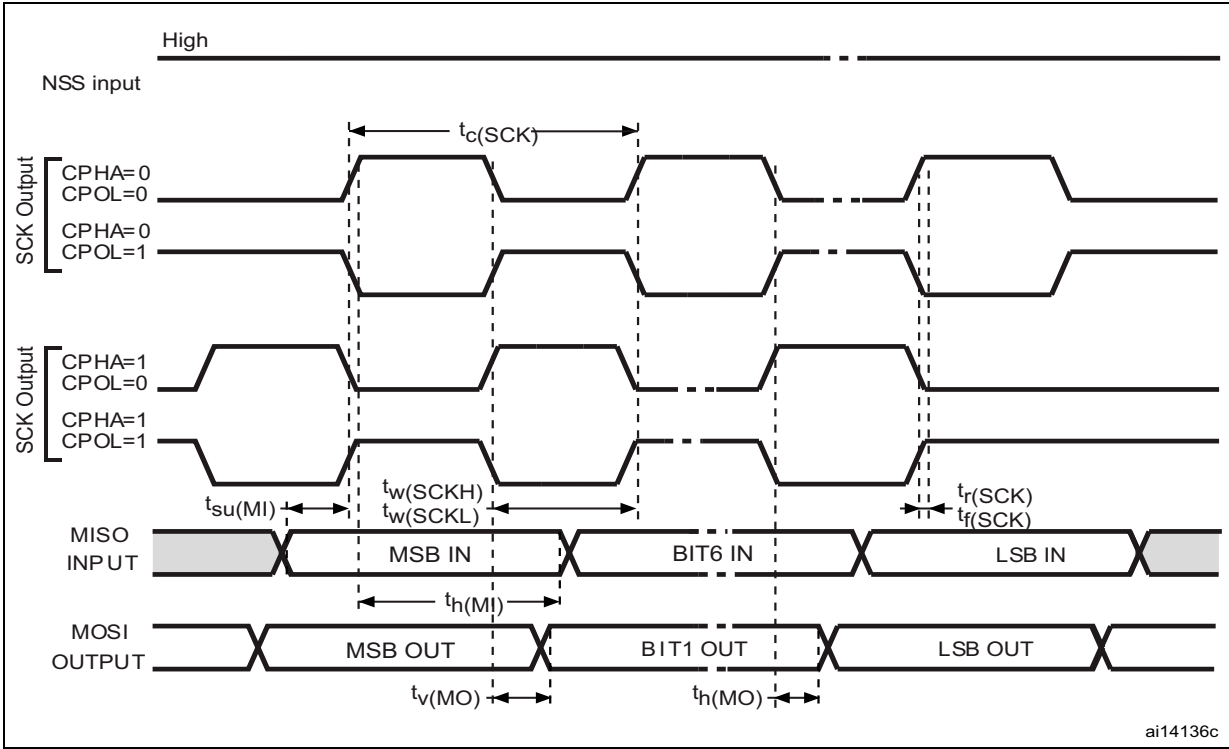 High
NSS input
tc(SCK)
SCK Output
CPHA=0
CPOL=0
CPHA=0
CPOL=1
SCK Output
CPHA=1
CPOL=0
CPHA=1
CPOL=1
tsu(MI)
tw(SCKH)
tw(SCKL)
tr(SCK)
tf(SCK)
MISO
INPUT
MSB IN
BIT6 IN
LSB IN
th(MI)
MOSI
OUTPUT
MSB OUT
BIT1 OUT
LSB OUT
tv(MO)
th(MO)
ai14136c